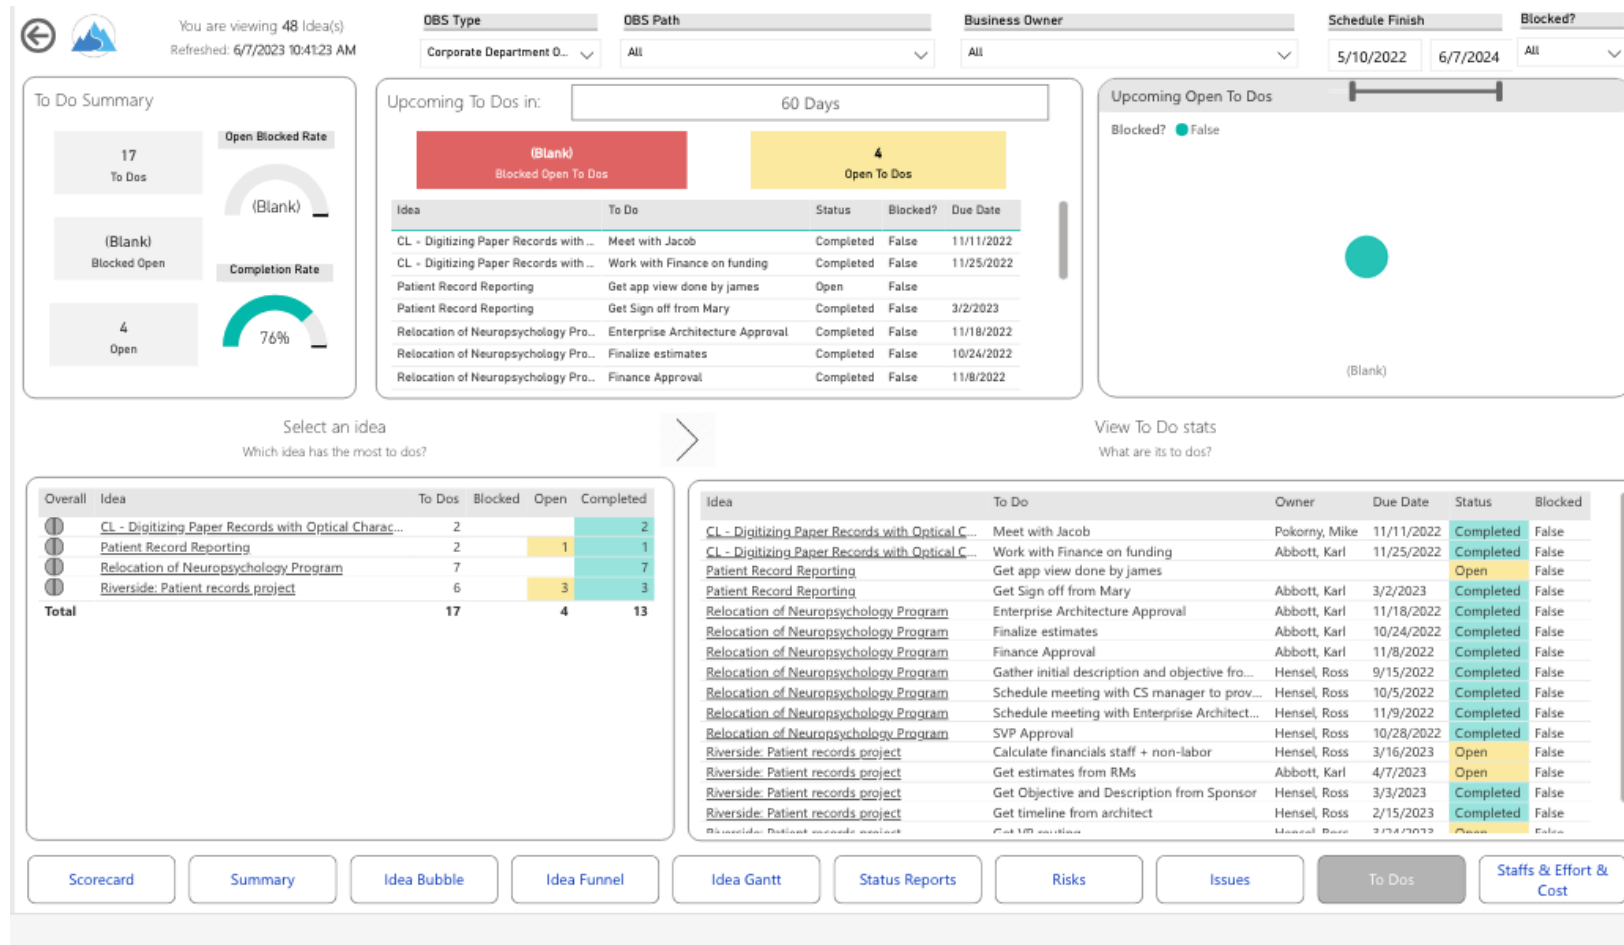 You are viewing 48 Idea(s)
Refreshed: 6/7/2023 10:41:23 AM
OBS Type
Corporate Department O...
OBS Path
All
Business Owner
All
Schedule Finish
5/10/2022 6/7/2024
Blocked?
All
To Do Summary
17
To Dos
(Blank)
Blocked Open
4
Open
Open Blocked Rate
(Blank)
Completion Rate
76%
Upcoming To Dos in: 60 Days
(Blank)
Blocked Open To Dos
4
Open To Dos
Idea To Do Status Blocked? Due Date
CL - Digitizing Paper Records with ... Meet with Jacob Completed False 11/11/2022
CL - Digitizing Paper Records with ... Work with Finance on funding Completed False 11/25/2022
Patient Record Reporting Get app view done by james Open False
Patient Record Reporting Get Sign off from Mary Completed False 3/2/2023
Relocation of Neuropsychology Pro... Enterprise Architecture Approval Completed False 11/18/2022
Relocation of Neuropsychology Pro... Finalize estimates Completed False 10/24/2022
Relocation of Neuropsychology Pro... Finance Approval Completed False 11/8/2022
Upcoming Open To Dos
Blocked? False
(Blank)
Select an idea
Which idea has the most to dos?
View To Do stats
What are its to dos?
Overall Idea To Dos Blocked Open Completed
CL - Digitizing Paper Records with Optical Charac... 2 2
Patient Record Reporting 2 1 1
Relocation of Neuropsychology Program 7 7
Riverside: Patient records project 6 3 3
Total 17 4 13
Idea To Do Owner Due Date Status Blocked
CL - Digitizing Paper Records with Optical C... Meet with Jacob Pokorny, Mike 11/11/2022 Completed False
CL - Digitizing Paper Records with Optical C... Work with Finance on funding Abbott, Karl 11/25/2022 Completed False
Patient Record Reporting Get app view done by james Open False
Patient Record Reporting Get Sign off from Mary Abbott, Karl 3/2/2023 Completed False
Relocation of Neuropsychology Program Enterprise Architecture Approval Abbott, Karl 11/18/2022 Completed False
Relocation of Neuropsychology Program Finalize estimates Abbott, Karl 10/24/2022 Completed False
Relocation of Neuropsychology Program Finance Approval Abbott, Karl 11/8/2022 Completed False
Relocation of Neuropsychology Program Gather initial description and objective fro... Hensel, Ross 9/15/2022 Completed False
Relocation of Neuropsychology Program Schedule meeting with CS manager to prov... Hensel, Ross 10/5/2022 Completed False
Relocation of Neuropsychology Program Schedule meeting with Enterprise Architect... Hensel, Ross 11/9/2022 Completed False
Relocation of Neuropsychology Program SVP Approval Hensel, Ross 10/28/2022 Completed False
Riverside: Patient records project Calculate financials staff + non-labor Hensel, Ross 3/16/2023 Open False
Riverside: Patient records project Get estimates from RMs Abbott, Karl 4/7/2023 Open False
Riverside: Patient records project Get Objective and Description from Sponsor Hensel, Ross 3/3/2023 Completed False
Riverside: Patient records project Get timeline from architect Hensel, Ross 2/15/2023 Completed False
Riverside: Patient records project Get VP routing Hensel, Ross 3/24/2023 Open False
Scorecard
Summary
Idea Bubble
Idea Funnel
Idea Gantt
Status Reports
Risks
Issues
To Dos
Staffs & Effort &
Cost